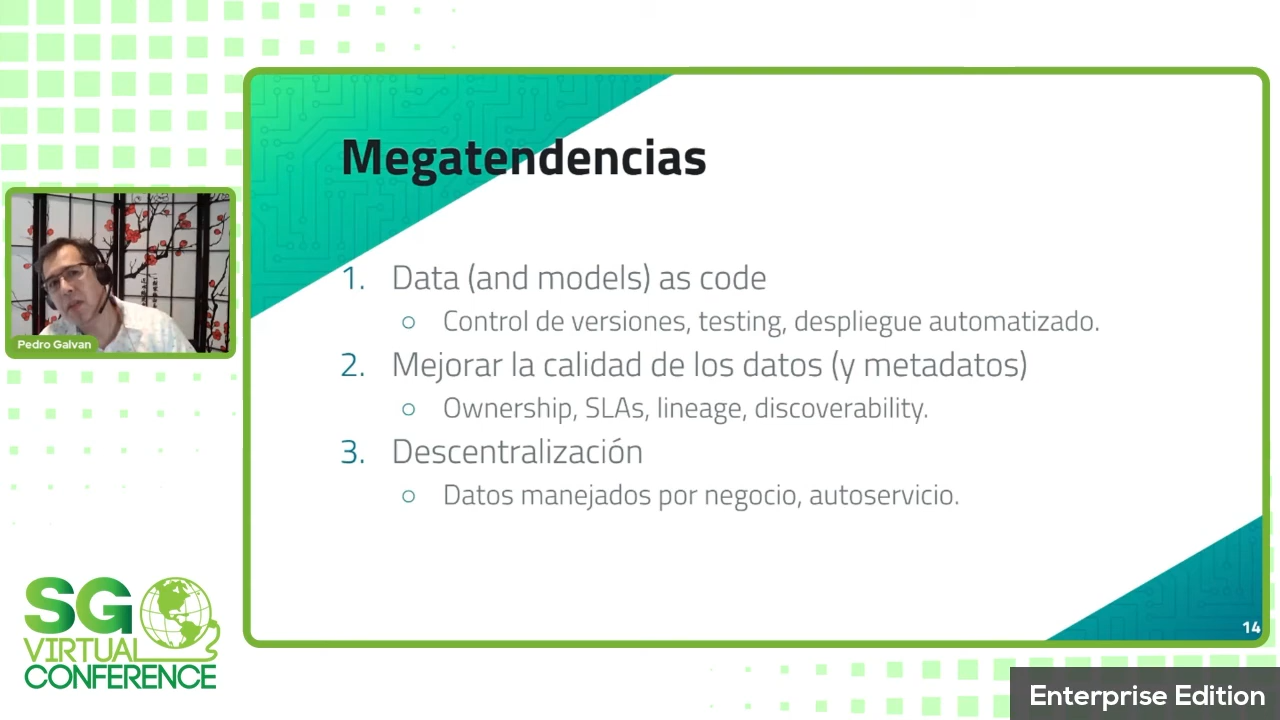 Megatendencias
1. Data (and models) as code
○ Control de versiones, testing, despliegue automatizado.
2. Mejorar la calidad de los datos (y metadatos)
○ Ownership, SLAs, lineage, discoverability.
3. Descentralización
○ Datos manejados por negocio, autoservicio.
14
Pedro Galvan
SG
VIRTUAL
CONFERENCE
Enterprise Edition